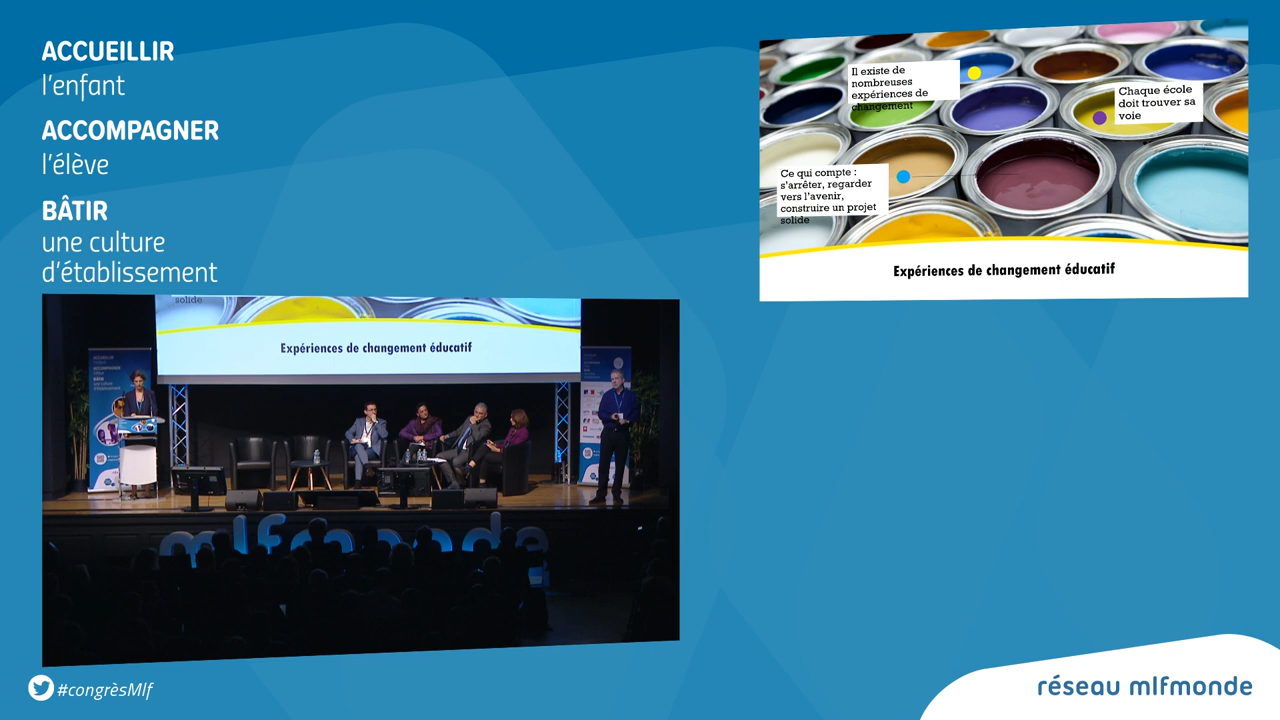 ACCUEILLIR
l'enfant
ACCOMPAGNER
l'élève
BÂTIR
une culture
d'établissement
Il existe de
nombreuses
expériences de
changement
Chaque école
doit trouver sa
voie
Ce qui compte :
s'arrêter, regarder
vers l'avenir,
construire un projet
solide
Expériences de changement éducatif
solide
Expériences de changement éducatif
mlfmonde
#congrèsMlf
réseau mlfmonde